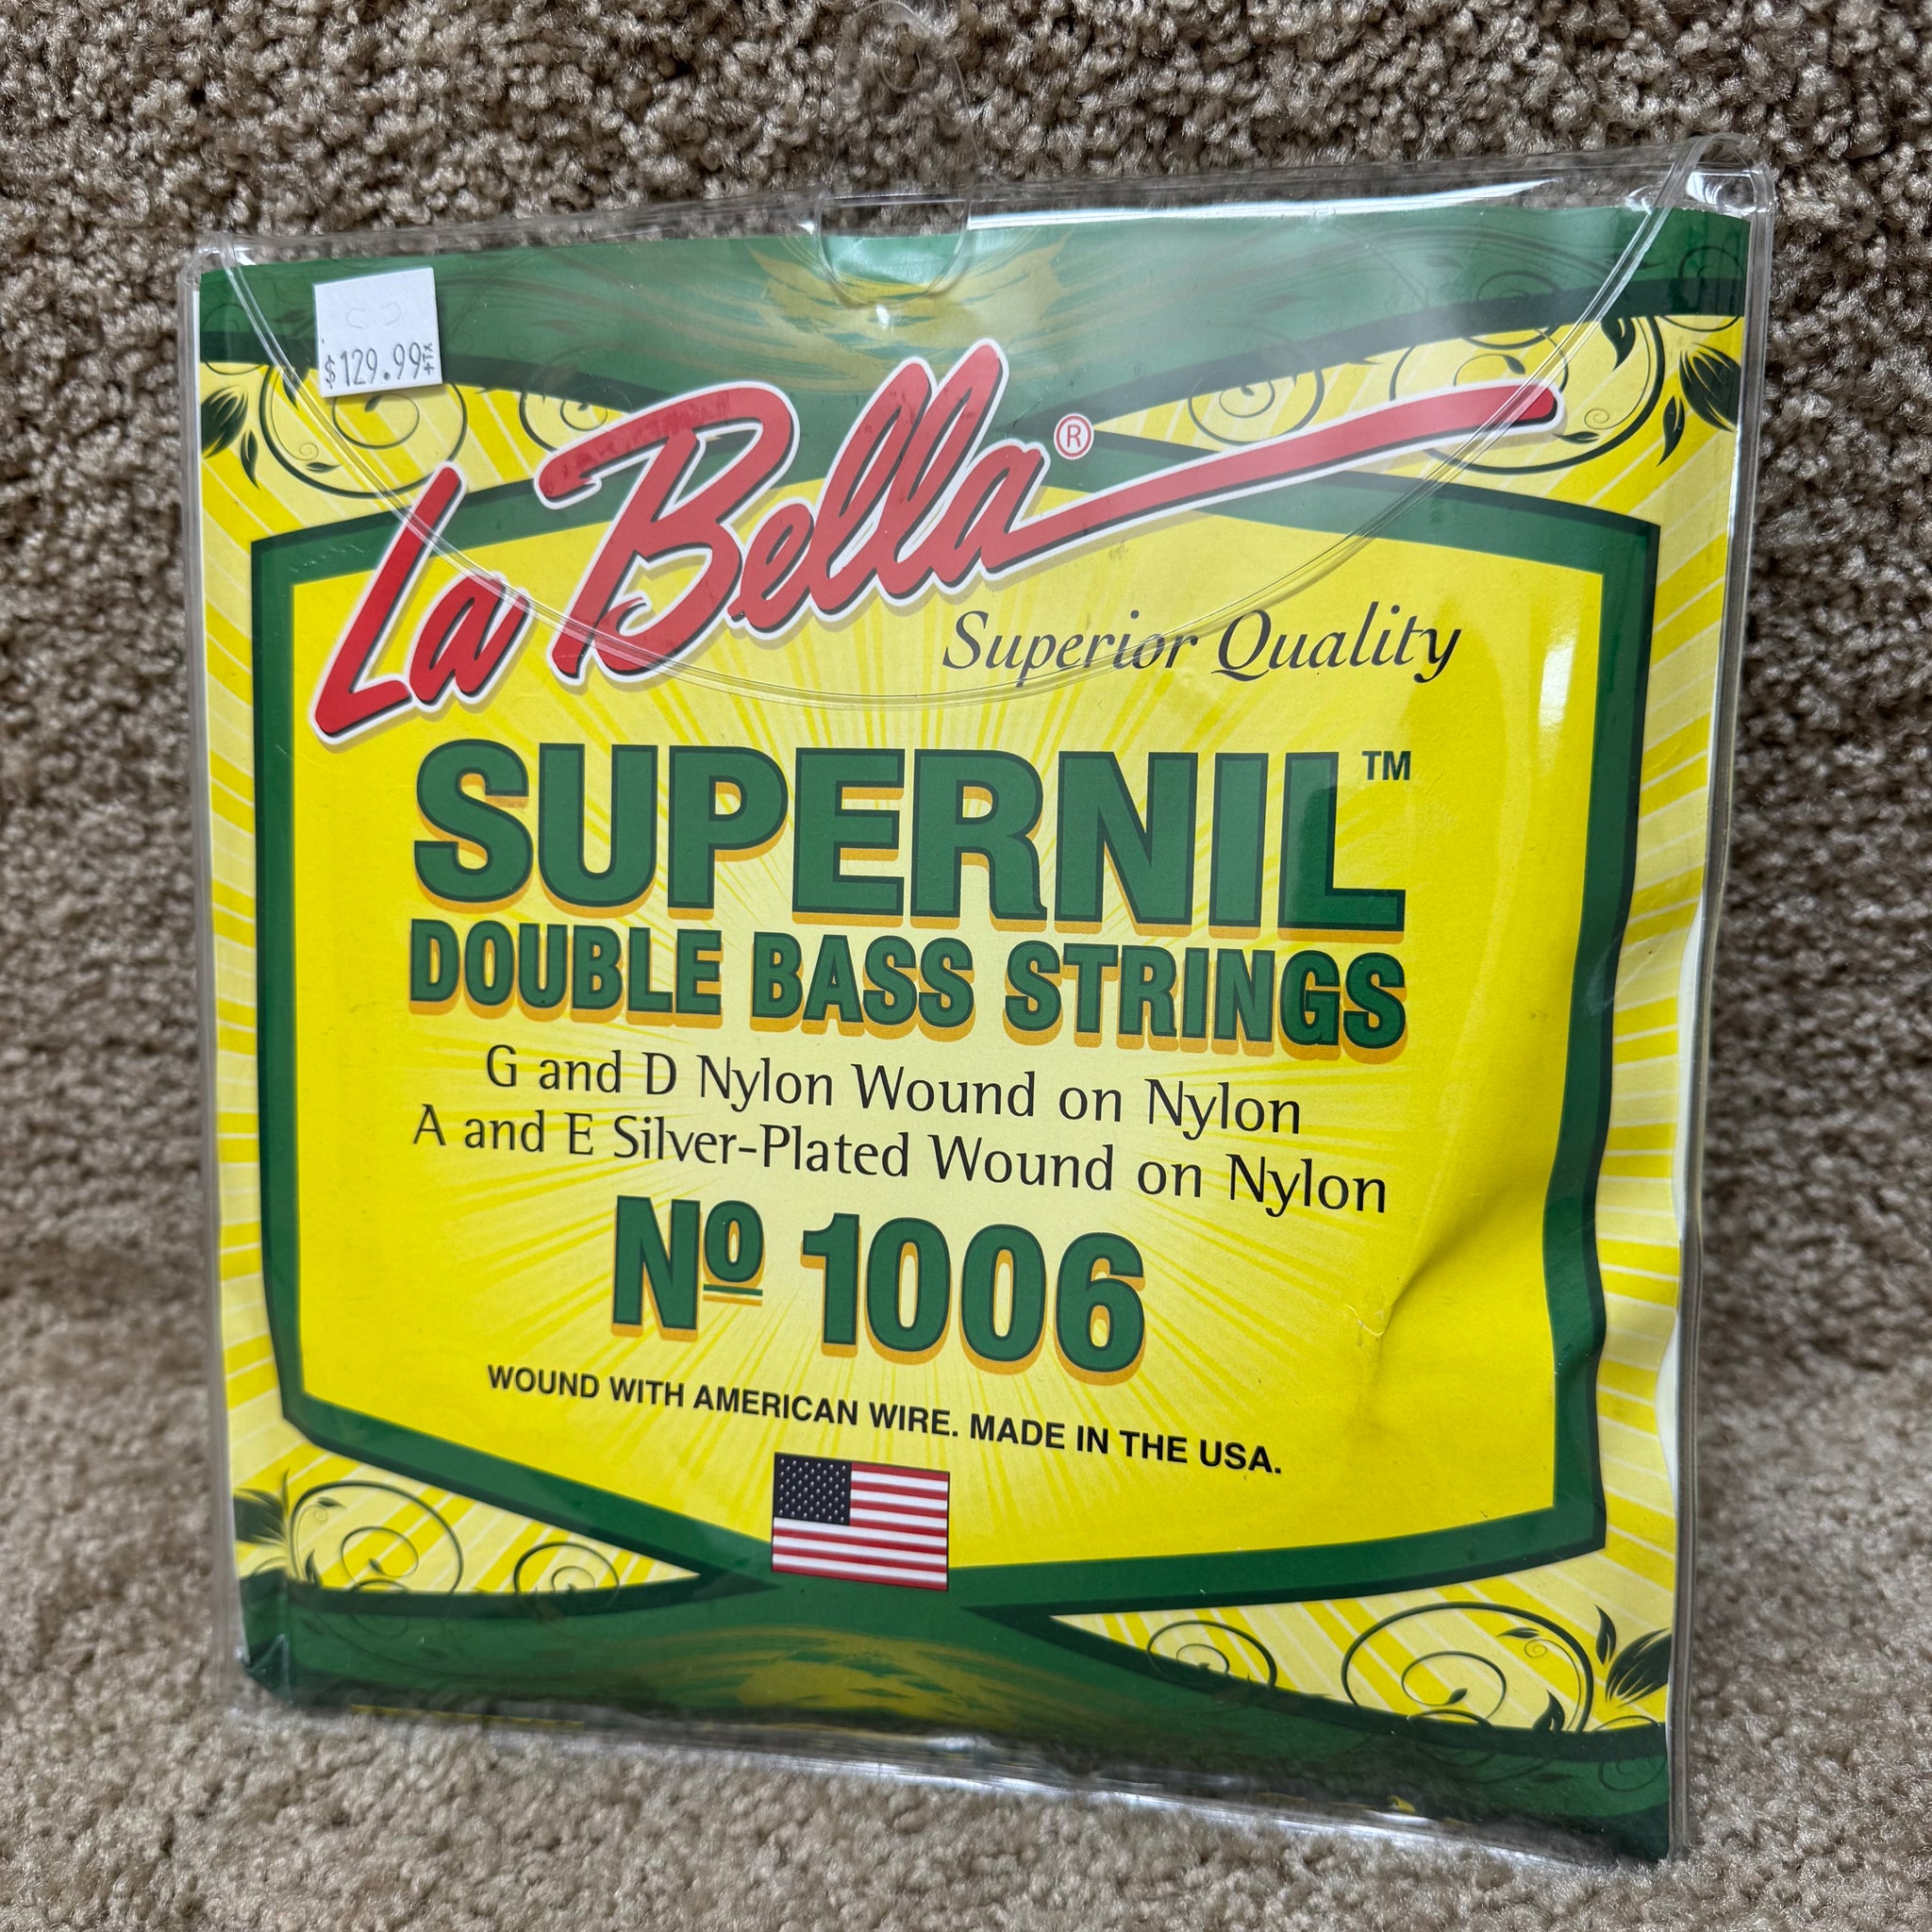 $129.99+TX
La Bella®
Superior Quality
SUPERNIL™
DOUBLE BASS STRINGS
G and D Nylon Wound on Nylon
A and E Silver-Plated Wound on Nylon
Nº 1006
WOUND WITH AMERICAN WIRE. MADE IN THE USA.